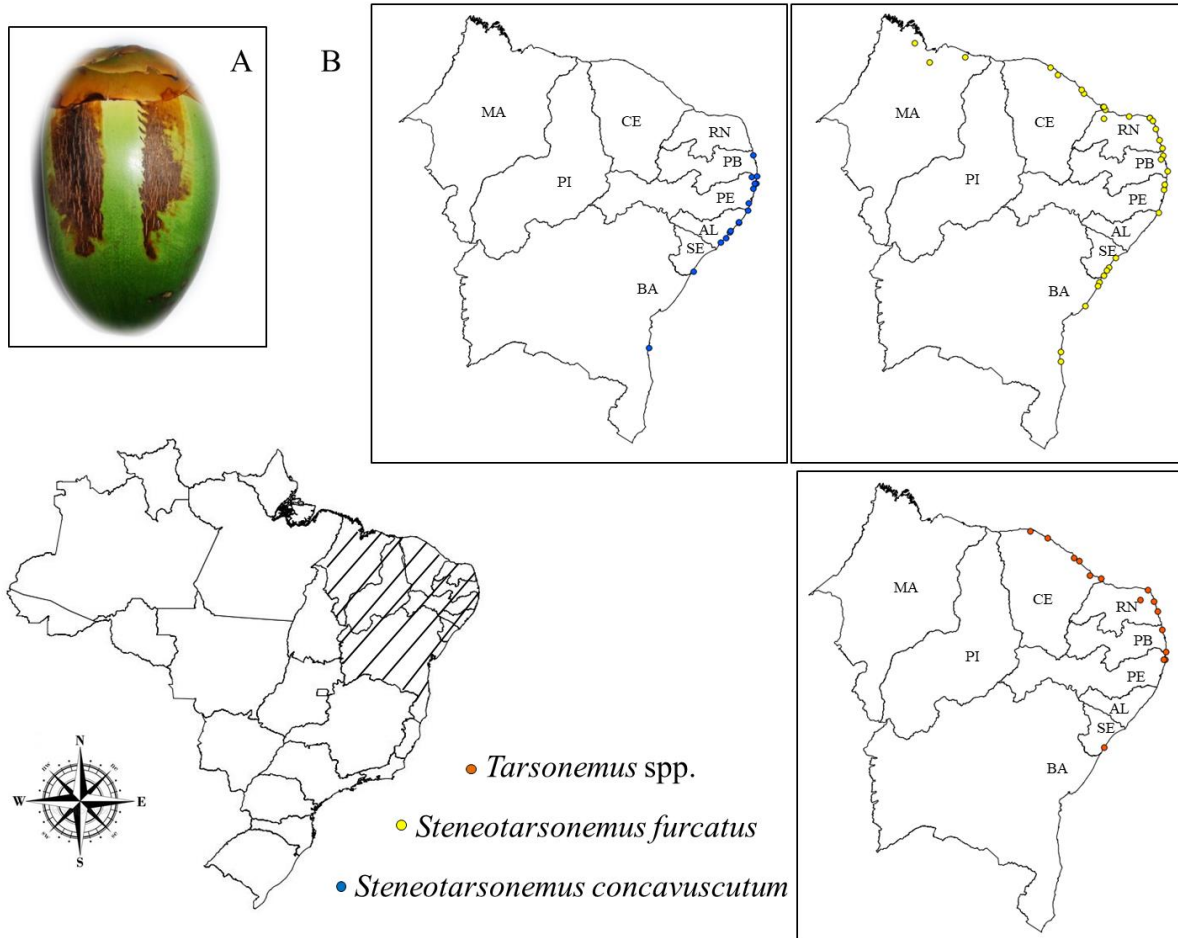 A
B
MA
PI
CE
RN
PB
PE
AL
SE
BA
MA
PI
CE
RN
PB
PE
AL
SE
BA
MA
PI
CE
RN
PB
PE
AL
SE
BA
N
W
E
S
Tarsonemus spp.
Steneotarsonemus furcatus
Steneotarsonemus concavuscutum